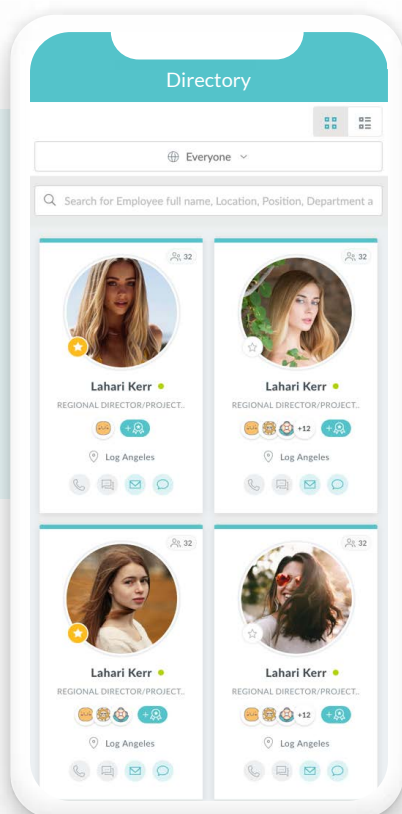 Directory
Everyone
Search for Employee full name, Location, Position, Department a
32
32
Lahari Kerr
Lahari Kerr
REGIONAL DIRECTOR/PROJECT..
REGIONAL DIRECTOR/PROJECT..
+
+12 +
Log Angeles
Log Angeles
32
32
Lahari Kerr
Lahari Kerr
REGIONAL DIRECTOR/PROJECT..
REGIONAL DIRECTOR/PROJECT..
+
+12 +
Log Angeles
Log Angeles